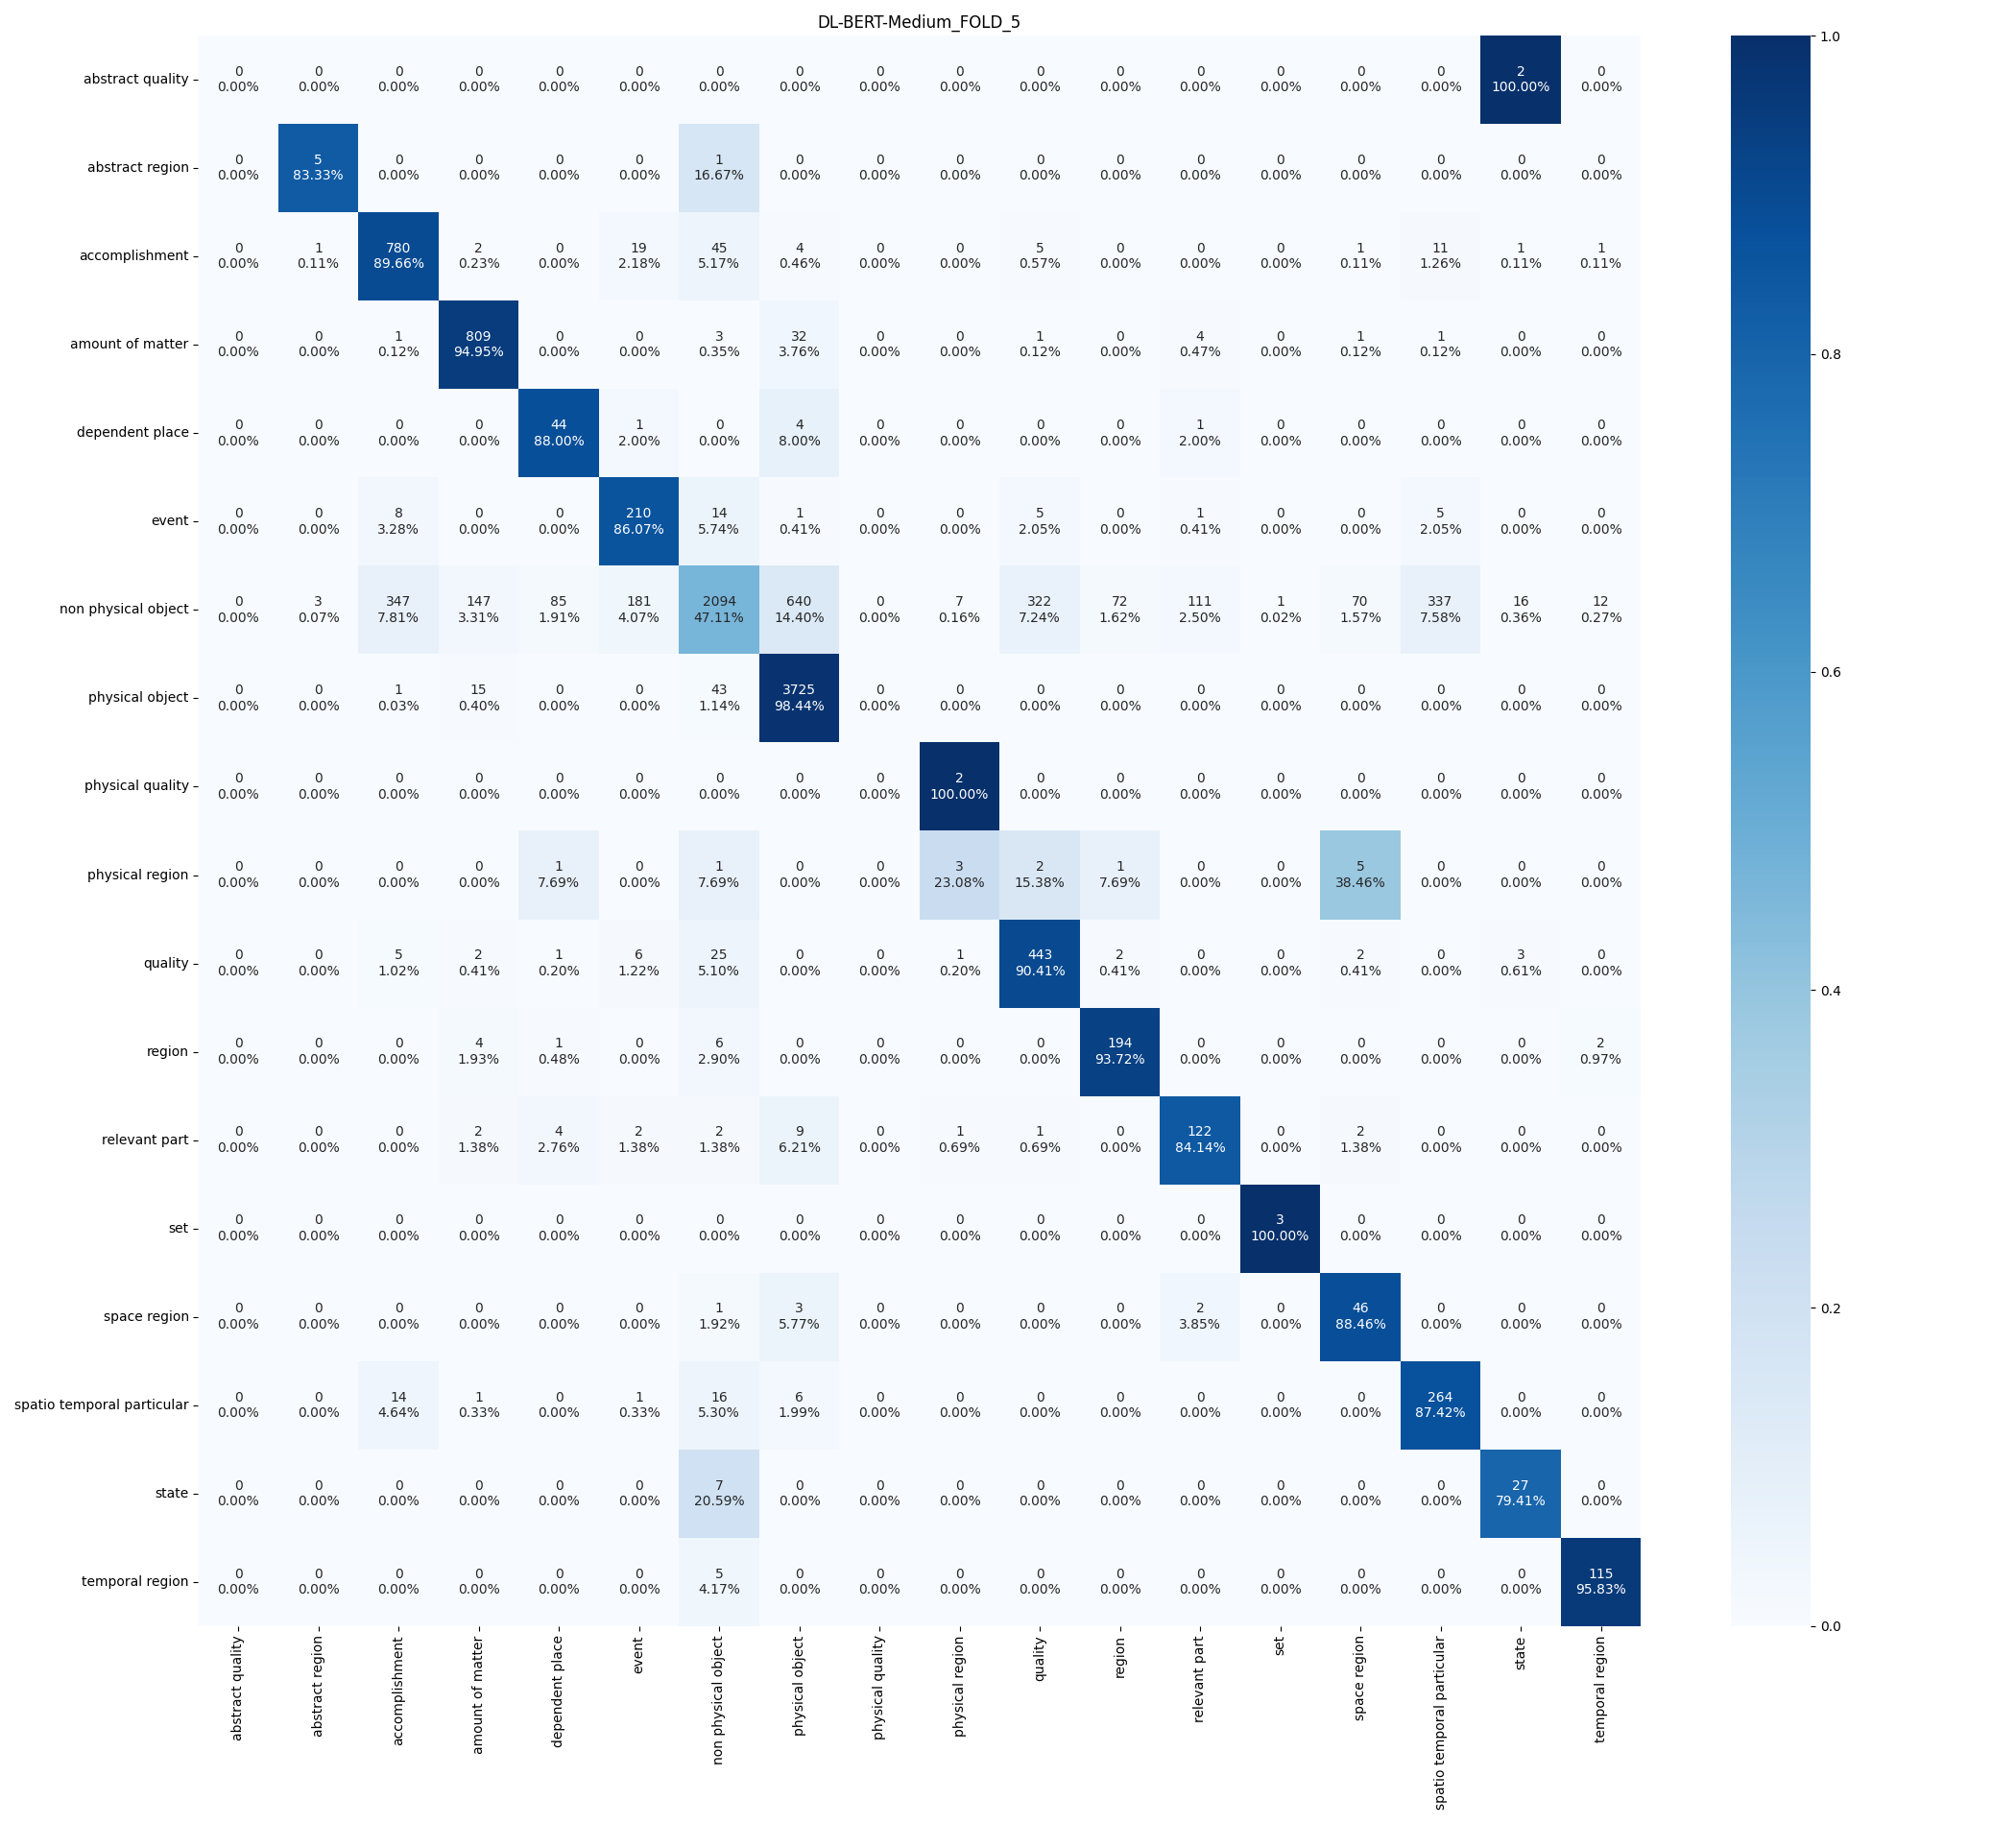 DL-BERT-Medium_FOLD_5
abstract quality
0 0 0 0 0 0 0 0 0 0 0 0 0 0 0 0 2 0
0.00% 0.00% 0.00% 0.00% 0.00% 0.00% 0.00% 0.00% 0.00% 0.00% 0.00% 0.00% 0.00% 0.00% 0.00% 0.00% 100.00% 0.00%
abstract region
0 5 0 0 0 0 1 0 0 0 0 0 0 0 0 0 0 0
0.00% 83.33% 0.00% 0.00% 0.00% 0.00% 16.67% 0.00% 0.00% 0.00% 0.00% 0.00% 0.00% 0.00% 0.00% 0.00% 0.00% 0.00%
accomplishment
0 1 780 2 0 19 45 4 0 0 5 0 0 0 1 11 1 1
0.00% 0.11% 89.66% 0.23% 0.00% 2.18% 5.17% 0.46% 0.00% 0.00% 0.57% 0.00% 0.00% 0.00% 0.11% 1.26% 0.11% 0.11%
amount of matter
0 0 1 809 0 0 3 32 0 0 1 0 4 0 1 1 0 0
0.00% 0.00% 0.12% 94.95% 0.00% 0.00% 0.35% 3.76% 0.00% 0.00% 0.12% 0.00% 0.47% 0.00% 0.12% 0.12% 0.00% 0.00%
dependent place
0 0 0 0 44 1 0 4 0 0 0 0 1 0 0 0 0 0
0.00% 0.00% 0.00% 0.00% 88.00% 2.00% 0.00% 8.00% 0.00% 0.00% 0.00% 0.00% 2.00% 0.00% 0.00% 0.00% 0.00% 0.00%
event
0 0 8 0 0 210 14 1 0 0 5 0 1 0 0 5 0 0
0.00% 0.00% 3.28% 0.00% 0.00% 86.07% 5.74% 0.41% 0.00% 0.00% 2.05% 0.00% 0.41% 0.00% 0.00% 2.05% 0.00% 0.00%
non physical object
0 3 347 147 85 181 2094 640 0 7 322 72 111 1 70 337 16 12
0.00% 0.07% 7.81% 3.31% 1.91% 4.07% 47.11% 14.40% 0.00% 0.16% 7.24% 1.62% 2.50% 0.02% 1.57% 7.58% 0.36% 0.27%
physical object
0 0 1 15 0 0 43 3725 0 0 0 0 0 0 0 0 0 0
0.00% 0.00% 0.03% 0.40% 0.00% 0.00% 1.14% 98.44% 0.00% 0.00% 0.00% 0.00% 0.00% 0.00% 0.00% 0.00% 0.00% 0.00%
physical quality
0 0 0 0 0 0 0 0 0 2 0 0 0 0 0 0 0 0
0.00% 0.00% 0.00% 0.00% 0.00% 0.00% 0.00% 0.00% 0.00% 100.00% 0.00% 0.00% 0.00% 0.00% 0.00% 0.00% 0.00% 0.00%
physical region
0 0 0 0 1 0 1 0 0 3 2 1 0 0 5 0 0 0
0.00% 0.00% 0.00% 0.00% 7.69% 0.00% 7.69% 0.00% 0.00% 23.08% 15.38% 7.69% 0.00% 0.00% 38.46% 0.00% 0.00% 0.00%
quality
0 0 5 2 1 6 25 0 0 1 443 2 0 0 2 0 3 0
0.00% 0.00% 1.02% 0.41% 0.20% 1.22% 5.10% 0.00% 0.00% 0.20% 90.41% 0.41% 0.00% 0.00% 0.41% 0.00% 0.61% 0.00%
region
0 0 0 4 1 0 6 0 0 0 0 194 0 0 0 0 0 2
0.00% 0.00% 0.00% 1.93% 0.48% 0.00% 2.90% 0.00% 0.00% 0.00% 0.00% 93.72% 0.00% 0.00% 0.00% 0.00% 0.00% 0.97%
relevant part
0 0 0 2 4 2 2 9 0 1 1 0 122 0 2 0 0 0
0.00% 0.00% 0.00% 1.38% 2.76% 1.38% 1.38% 6.21% 0.00% 0.69% 0.69% 0.00% 84.14% 0.00% 1.38% 0.00% 0.00% 0.00%
set
0 0 0 0 0 0 0 0 0 0 0 0 0 3 0 0 0 0
0.00% 0.00% 0.00% 0.00% 0.00% 0.00% 0.00% 0.00% 0.00% 0.00% 0.00% 0.00% 0.00% 100.00% 0.00% 0.00% 0.00% 0.00%
space region
0 0 0 0 0 0 1 3 0 0 0 0 2 0 46 0 0 0
0.00% 0.00% 0.00% 0.00% 0.00% 0.00% 1.92% 5.77% 0.00% 0.00% 0.00% 0.00% 3.85% 0.00% 88.46% 0.00% 0.00% 0.00%
spatio temporal particular
0 0 14 1 0 1 16 6 0 0 0 0 0 0 0 264 0 0
0.00% 0.00% 4.64% 0.33% 0.00% 0.33% 5.30% 1.99% 0.00% 0.00% 0.00% 0.00% 0.00% 0.00% 0.00% 87.42% 0.00% 0.00%
state
0 0 0 0 0 0 7 0 0 0 0 0 0 0 0 0 27 0
0.00% 0.00% 0.00% 0.00% 0.00% 0.00% 20.59% 0.00% 0.00% 0.00% 0.00% 0.00% 0.00% 0.00% 0.00% 0.00% 79.41% 0.00%
temporal region
0 0 0 0 0 0 5 0 0 0 0 0 0 0 0 0 0 115
0.00% 0.00% 0.00% 0.00% 0.00% 0.00% 4.17% 0.00% 0.00% 0.00% 0.00% 0.00% 0.00% 0.00% 0.00% 0.00% 0.00% 95.83%
abstract quality
abstract region
accomplishment
amount of matter
dependent place
event
non physical object
physical object
physical quality
physical region
quality
region
relevant part
set
space region
spatio temporal particular
state
temporal region
1.0
0.8
0.6
0.4
0.2
0.0